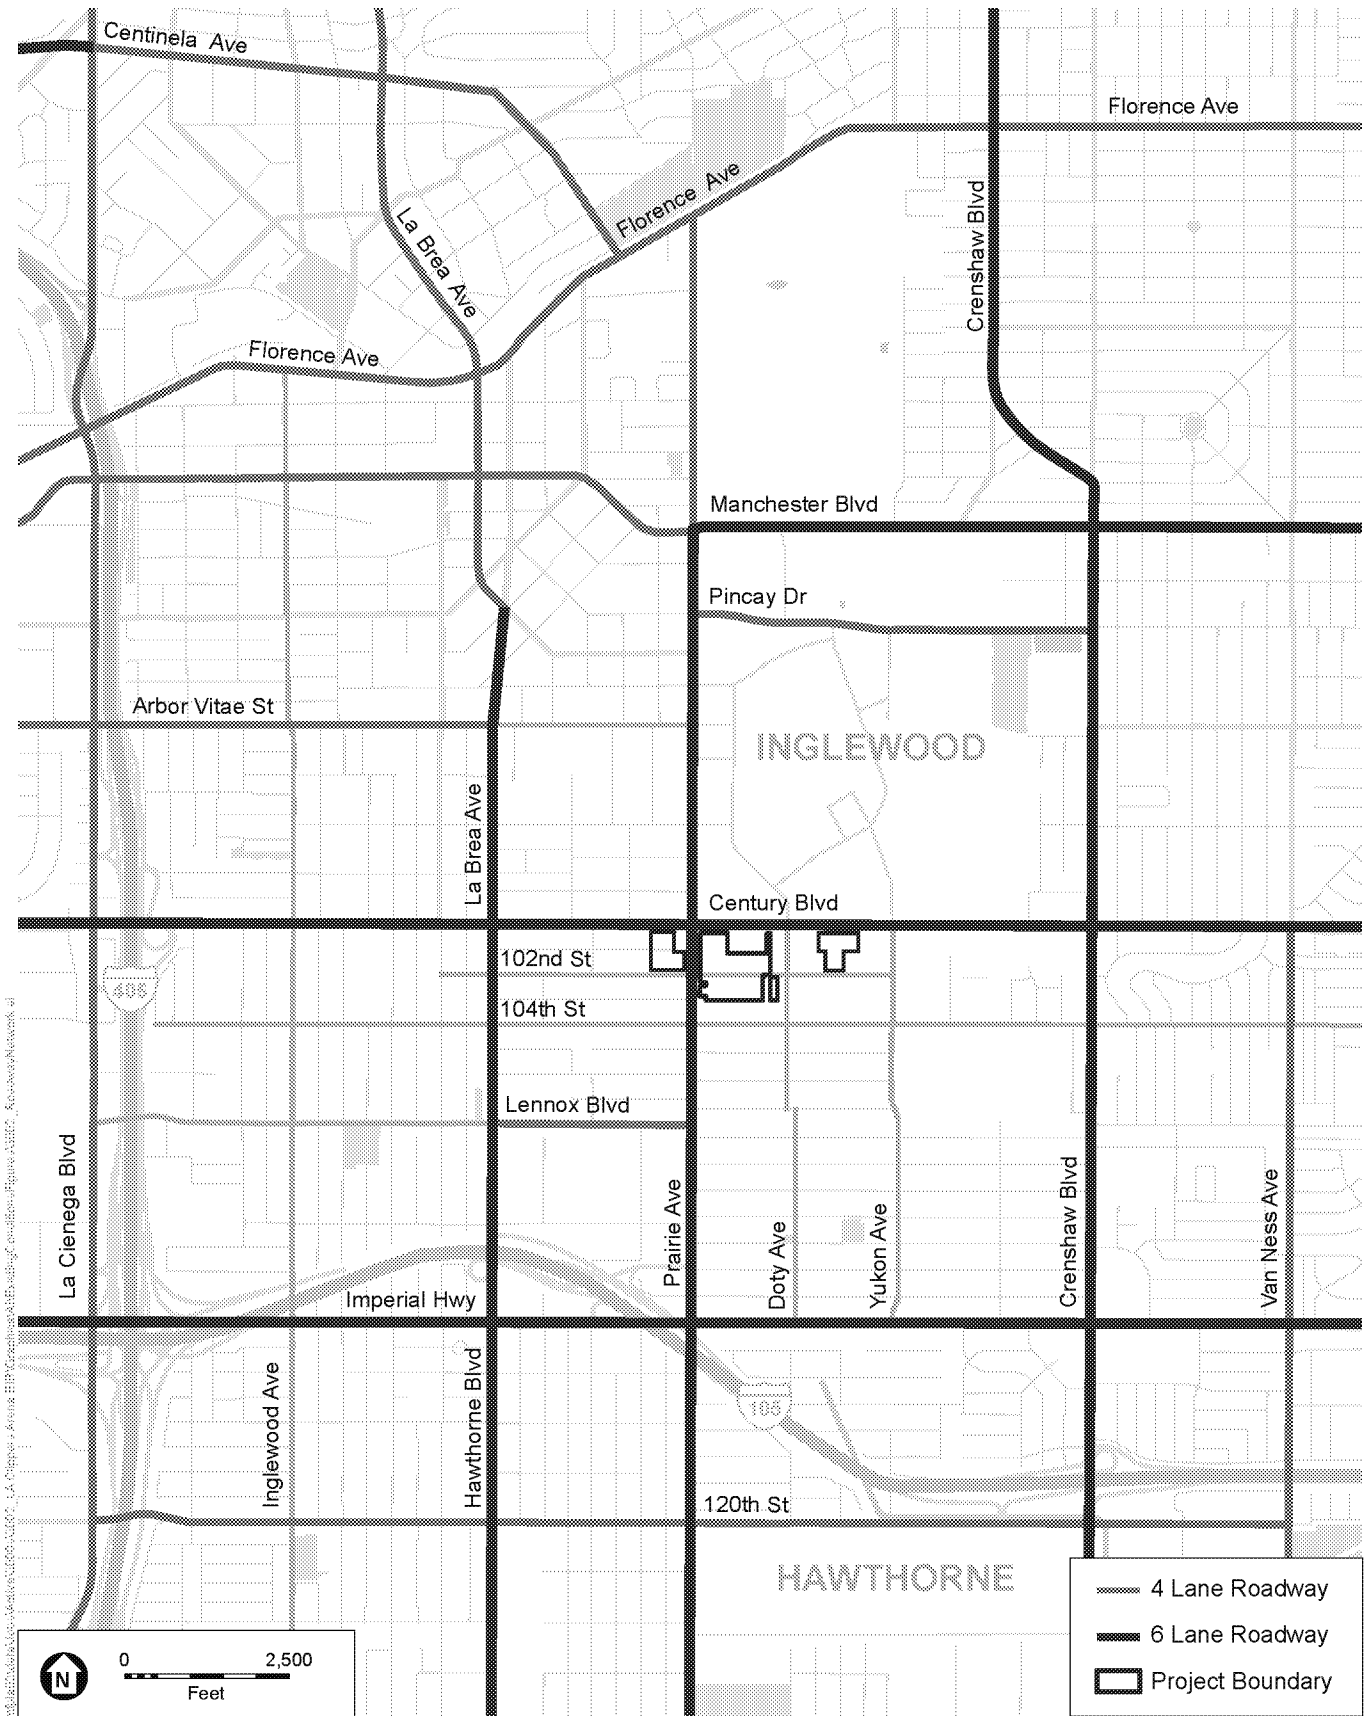 Centinela Ave
Florence Ave
Florence Ave
La Brea Ave
Crenshaw Blvd
Florence Ave
Manchester Blvd
Pincay Dr
Arbor Vitae St
INGLEWOOD
La Brea Ave
Century Blvd
102nd St
405
104th St
Lennox Blvd
La Cienega Blvd
Prairie Ave
Doty Ave
Yukon Ave
Crenshaw Blvd
Van Ness Ave
Imperial Hwy
Inglewood Ave
Hawthorne Blvd
105
120th St
HAWTHORNE
4 Lane Roadway
6 Lane Roadway
Project Boundary
N
0 2,500
Feet